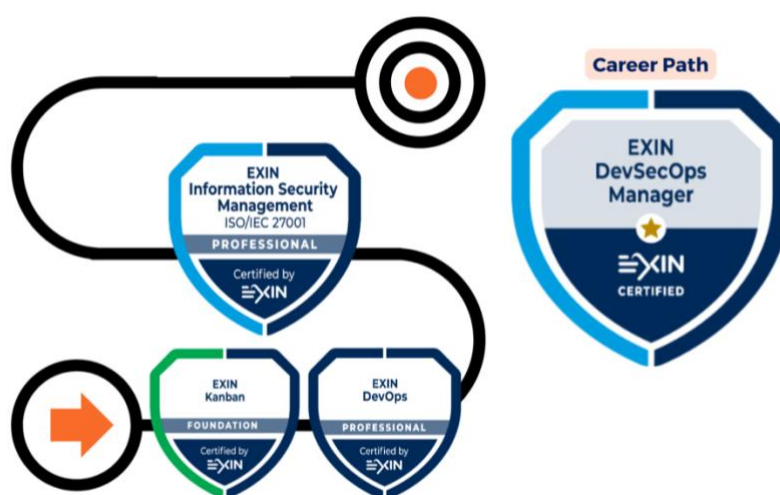 Career Path
EXIN
DevSecOps
Manager
EXIN
CERTIFIED
EXIN
Information Security
Management
ISO/IEC 27001
PROFESSIONAL
Certified by
EXIN
EXIN
Kanban
FOUNDATION
Certified by
EXIN
EXIN
DevOps
PROFESSIONAL
Certified by
EXIN